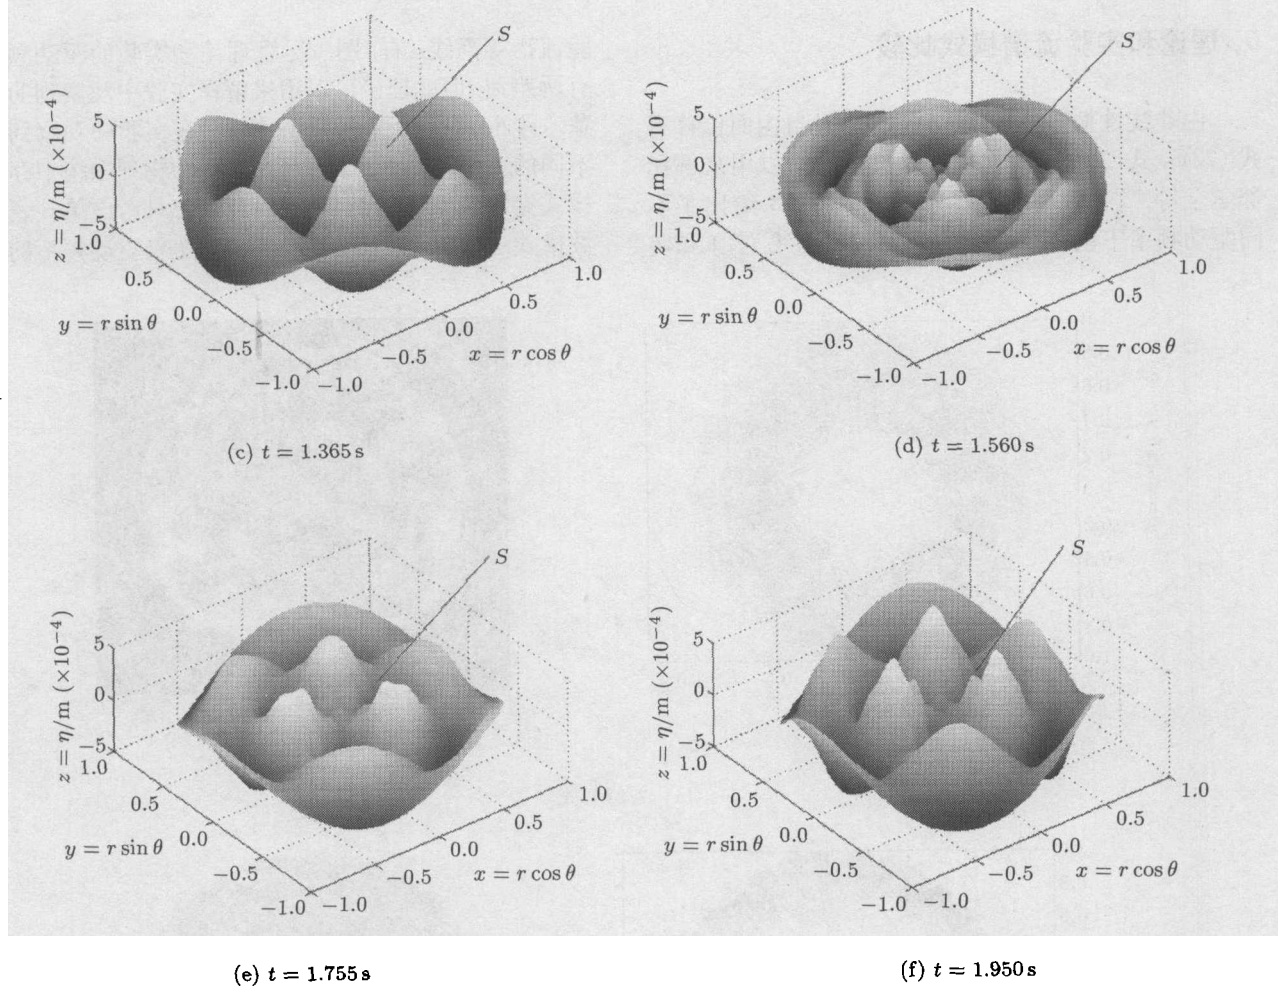 S
S
z = η/m (×10⁻⁴)
5
0
−5
1.0
0.5
0.0
−0.5
−1.0
y = r sin θ
−1.0
−0.5
0.0
0.5
1.0
x = r cos θ
z = η/m (×10⁻⁴)
5
0
−5
1.0
0.5
0.0
−0.5
−1.0
y = r sin θ
−1.0
−0.5
0.0
0.5
1.0
x = r cos θ
(c) t = 1.365 s
(d) t = 1.560 s
S
S
z = η/m (×10⁻⁴)
5
0
−5
1.0
0.5
0.0
−0.5
−1.0
y = r sin θ
−1.0
−0.5
0.0
0.5
1.0
x = r cos θ
z = η/m (×10⁻⁴)
5
0
−5
1.0
0.5
0.0
−0.5
−1.0
y = r sin θ
−1.0
−0.5
0.0
0.5
1.0
x = r cos θ
(e) t = 1.755 s
(f) t = 1.950 s